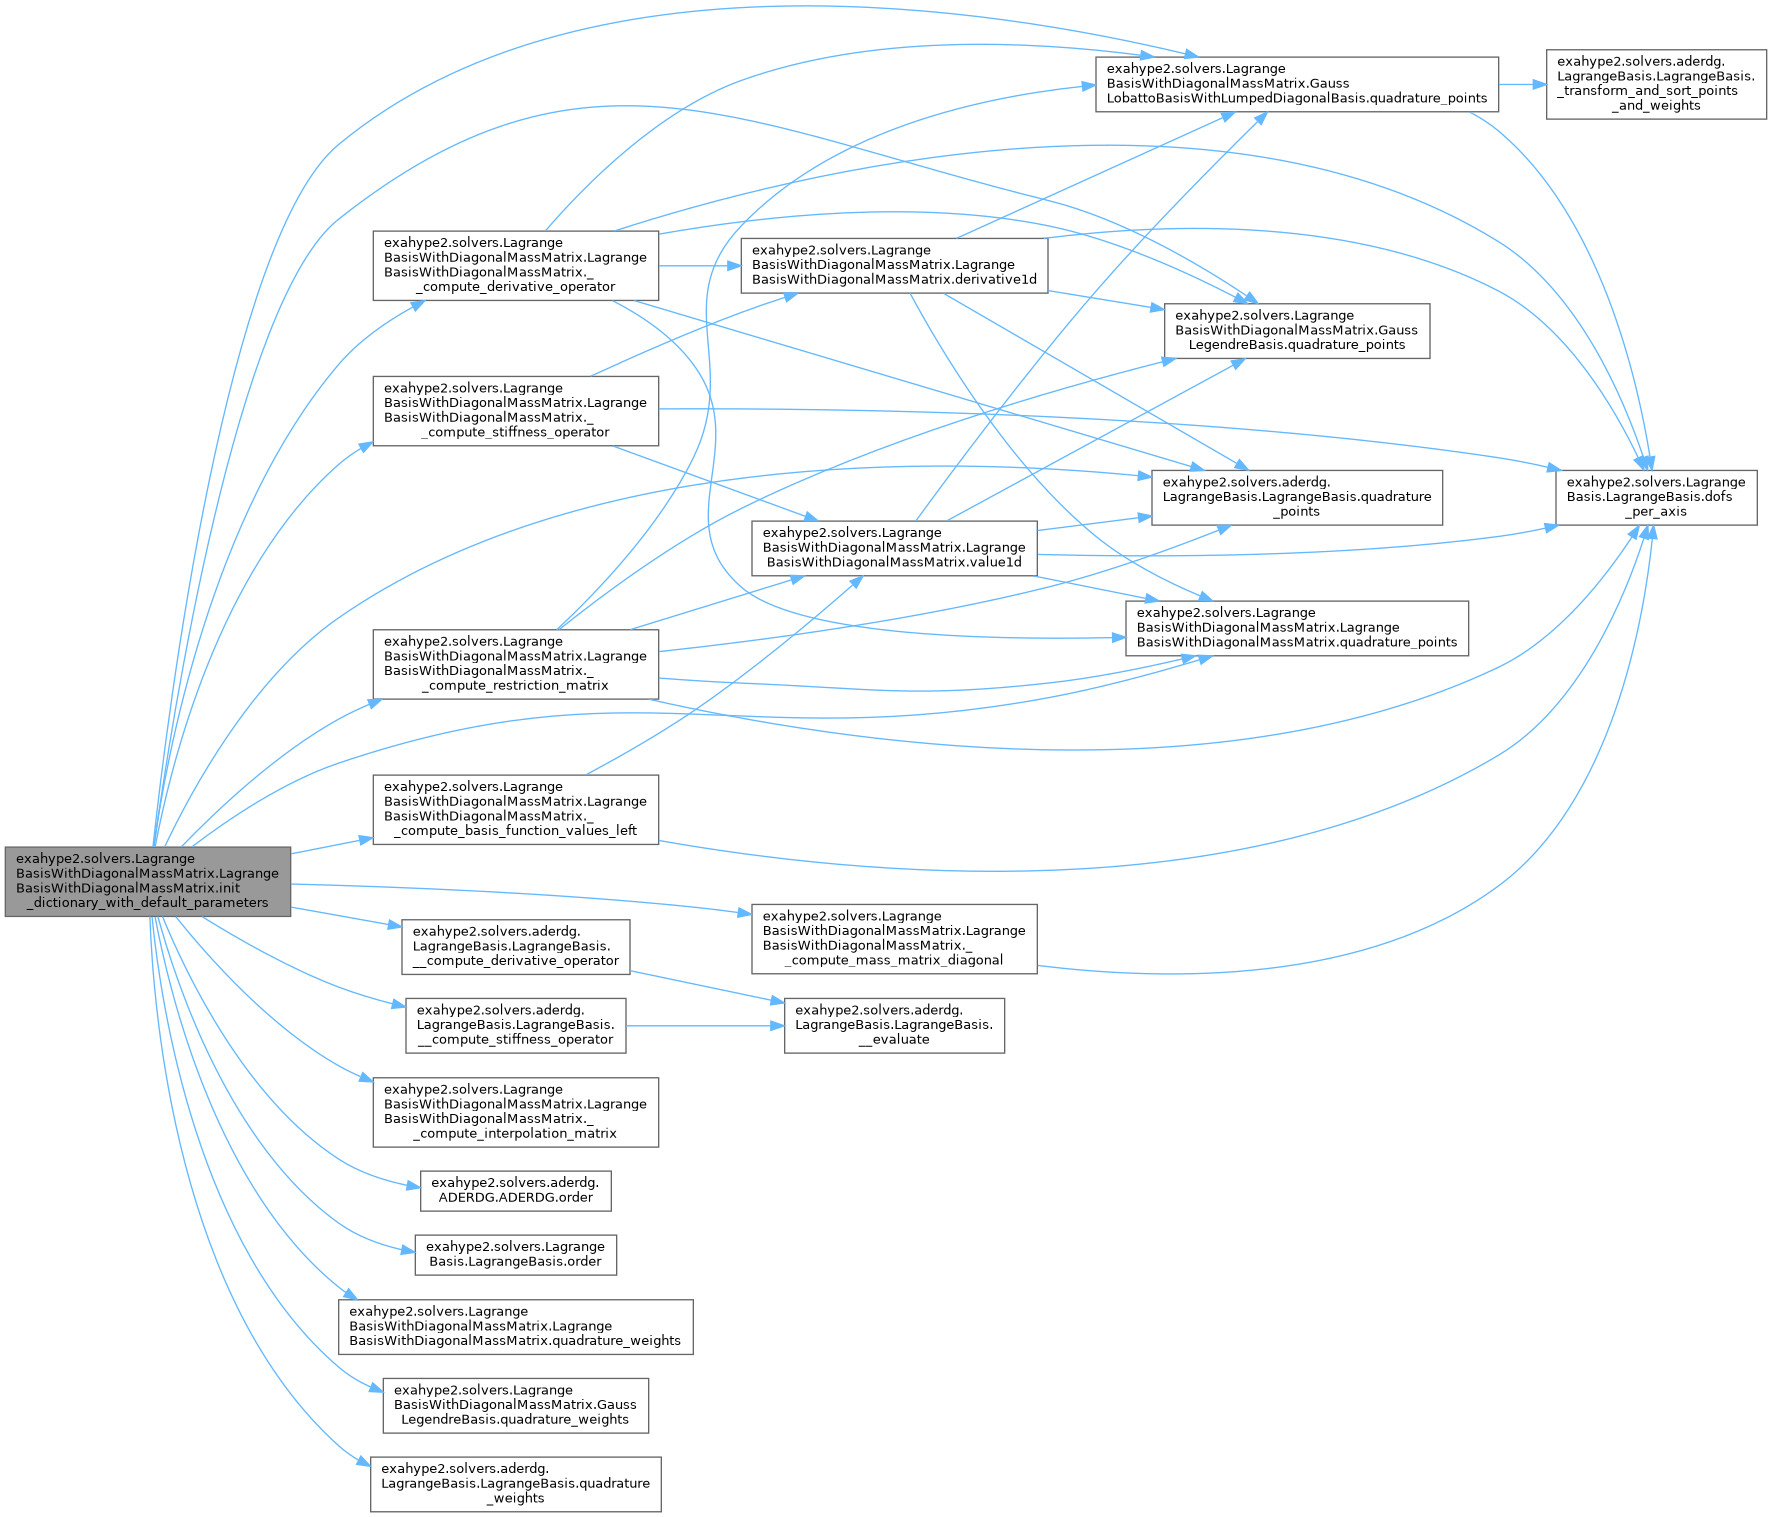 exahype2.solvers.Lagrange
BasisWithDiagonalMassMatrix.Gauss
LobattoBasisWithLumpedDiagonalBasis.quadrature_points
exahype2.solvers.aderdg.
LagrangeBasis.LagrangeBasis.
_transform_and_sort_points
_and_weights
exahype2.solvers.Lagrange
BasisWithDiagonalMassMatrix.Lagrange
BasisWithDiagonalMassMatrix._
_compute_derivative_operator
exahype2.solvers.Lagrange
BasisWithDiagonalMassMatrix.Lagrange
BasisWithDiagonalMassMatrix.derivative1d
exahype2.solvers.Lagrange
BasisWithDiagonalMassMatrix.Gauss
LegendreBasis.quadrature_points
exahype2.solvers.Lagrange
BasisWithDiagonalMassMatrix.Lagrange
BasisWithDiagonalMassMatrix._
_compute_stiffness_operator
exahype2.solvers.aderdg.
LagrangeBasis.LagrangeBasis.quadrature
_points
exahype2.solvers.Lagrange
Basis.LagrangeBasis.dofs
_per_axis
exahype2.solvers.Lagrange
BasisWithDiagonalMassMatrix.Lagrange
BasisWithDiagonalMassMatrix.value1d
exahype2.solvers.Lagrange
BasisWithDiagonalMassMatrix.Lagrange
BasisWithDiagonalMassMatrix.quadrature_points
exahype2.solvers.Lagrange
BasisWithDiagonalMassMatrix.Lagrange
BasisWithDiagonalMassMatrix._
_compute_restriction_matrix
exahype2.solvers.Lagrange
BasisWithDiagonalMassMatrix.Lagrange
BasisWithDiagonalMassMatrix._
_compute_basis_function_values_left
exahype2.solvers.Lagrange
BasisWithDiagonalMassMatrix.Lagrange
BasisWithDiagonalMassMatrix.init
_dictionary_with_default_parameters
exahype2.solvers.Lagrange
BasisWithDiagonalMassMatrix.Lagrange
BasisWithDiagonalMassMatrix._
_compute_mass_matrix_diagonal
exahype2.solvers.aderdg.
LagrangeBasis.LagrangeBasis.
__compute_derivative_operator
exahype2.solvers.aderdg.
LagrangeBasis.LagrangeBasis.
__compute_stiffness_operator
exahype2.solvers.aderdg.
LagrangeBasis.LagrangeBasis.
__evaluate
exahype2.solvers.Lagrange
BasisWithDiagonalMassMatrix.Lagrange
BasisWithDiagonalMassMatrix._
_compute_interpolation_matrix
exahype2.solvers.aderdg.
ADERDG.ADERDG.order
exahype2.solvers.Lagrange
Basis.LagrangeBasis.order
exahype2.solvers.Lagrange
BasisWithDiagonalMassMatrix.Lagrange
BasisWithDiagonalMassMatrix.quadrature_weights
exahype2.solvers.Lagrange
BasisWithDiagonalMassMatrix.Gauss
LegendreBasis.quadrature_weights
exahype2.solvers.aderdg.
LagrangeBasis.LagrangeBasis.quadrature
_weights